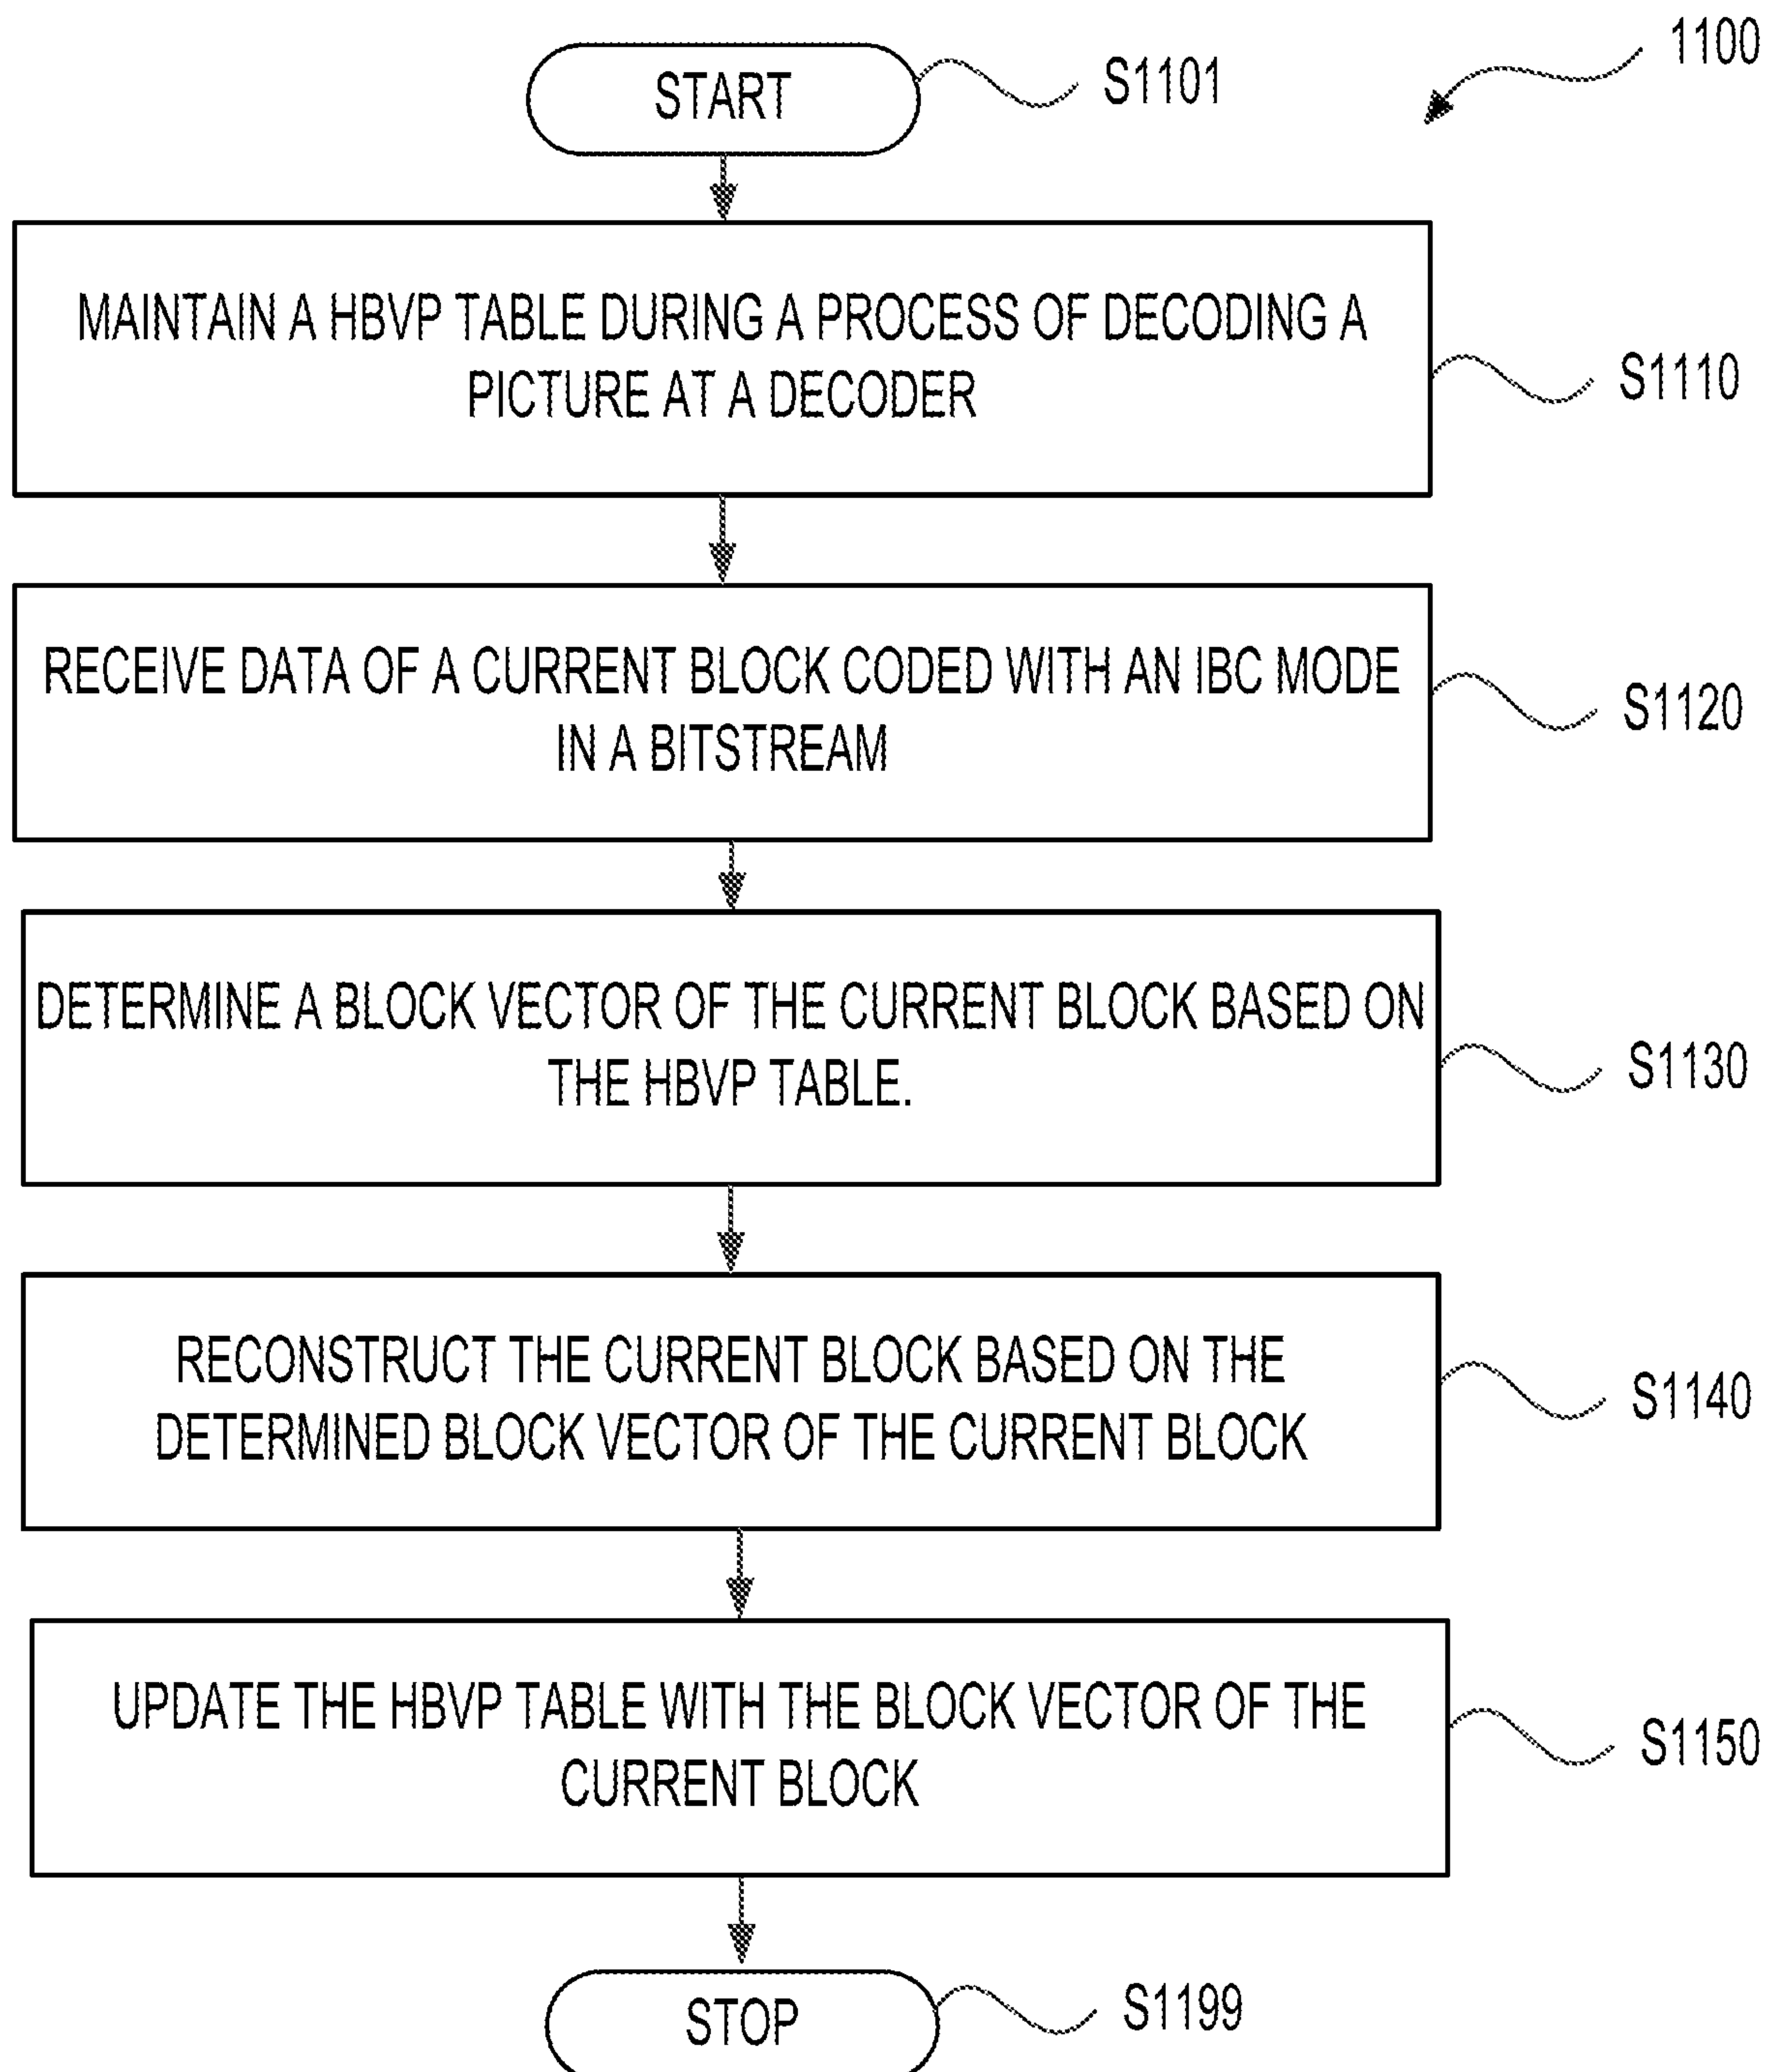 1100
START
S1101
MAINTAIN A HBVP TABLE DURING A PROCESS OF DECODING A
PICTURE AT A DECODER
S1110
RECEIVE DATA OF A CURRENT BLOCK CODED WITH AN IBC MODE
IN A BITSTREAM
S1120
DETERMINE A BLOCK VECTOR OF THE CURRENT BLOCK BASED ON
THE HBVP TABLE.
S1130
RECONSTRUCT THE CURRENT BLOCK BASED ON THE
DETERMINED BLOCK VECTOR OF THE CURRENT BLOCK
S1140
UPDATE THE HBVP TABLE WITH THE BLOCK VECTOR OF THE
CURRENT BLOCK
S1150
STOP
S1199